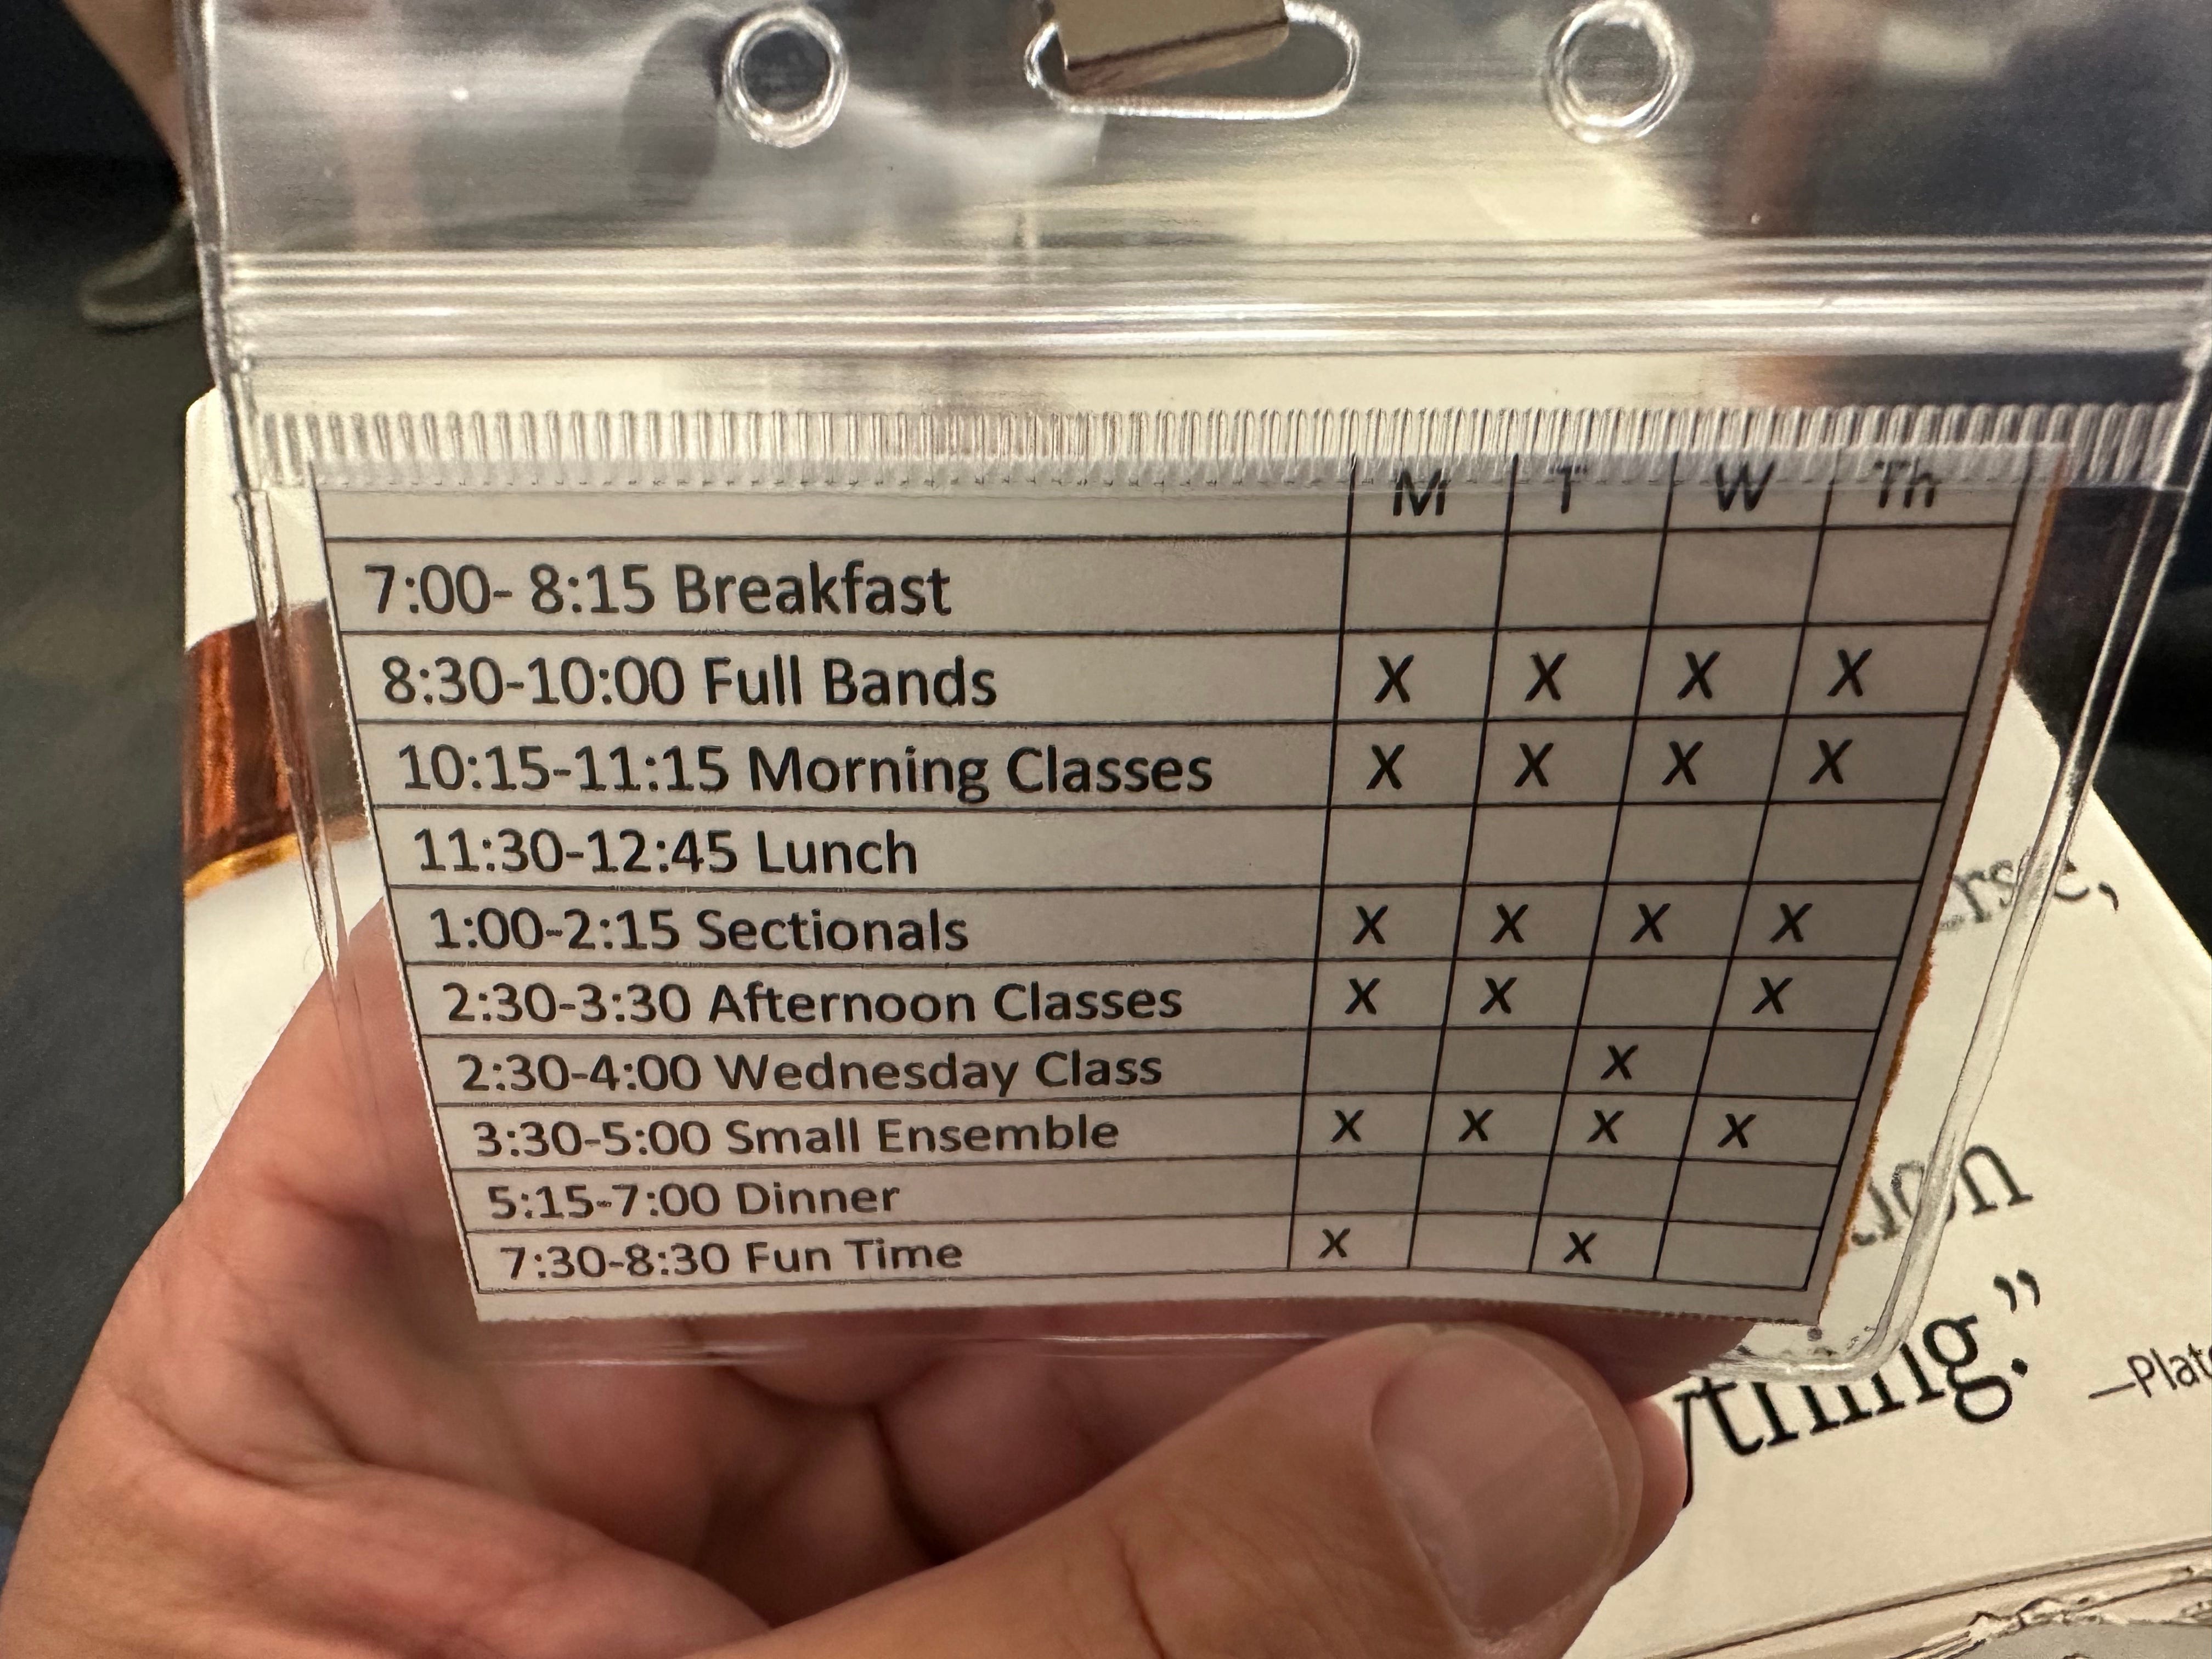 M T W Th
7:00- 8:15 Breakfast
8:30-10:00 Full Bands X X X X
10:15-11:15 Morning Classes X X X X
11:30-12:45 Lunch
1:00-2:15 Sectionals X X X X
2:30-3:30 Afternoon Classes X X X
2:30-4:00 Wednesday Class X
3:30-5:00 Small Ensemble X X X X
5:15-7:00 Dinner
7:30-8:30 Fun Time X X